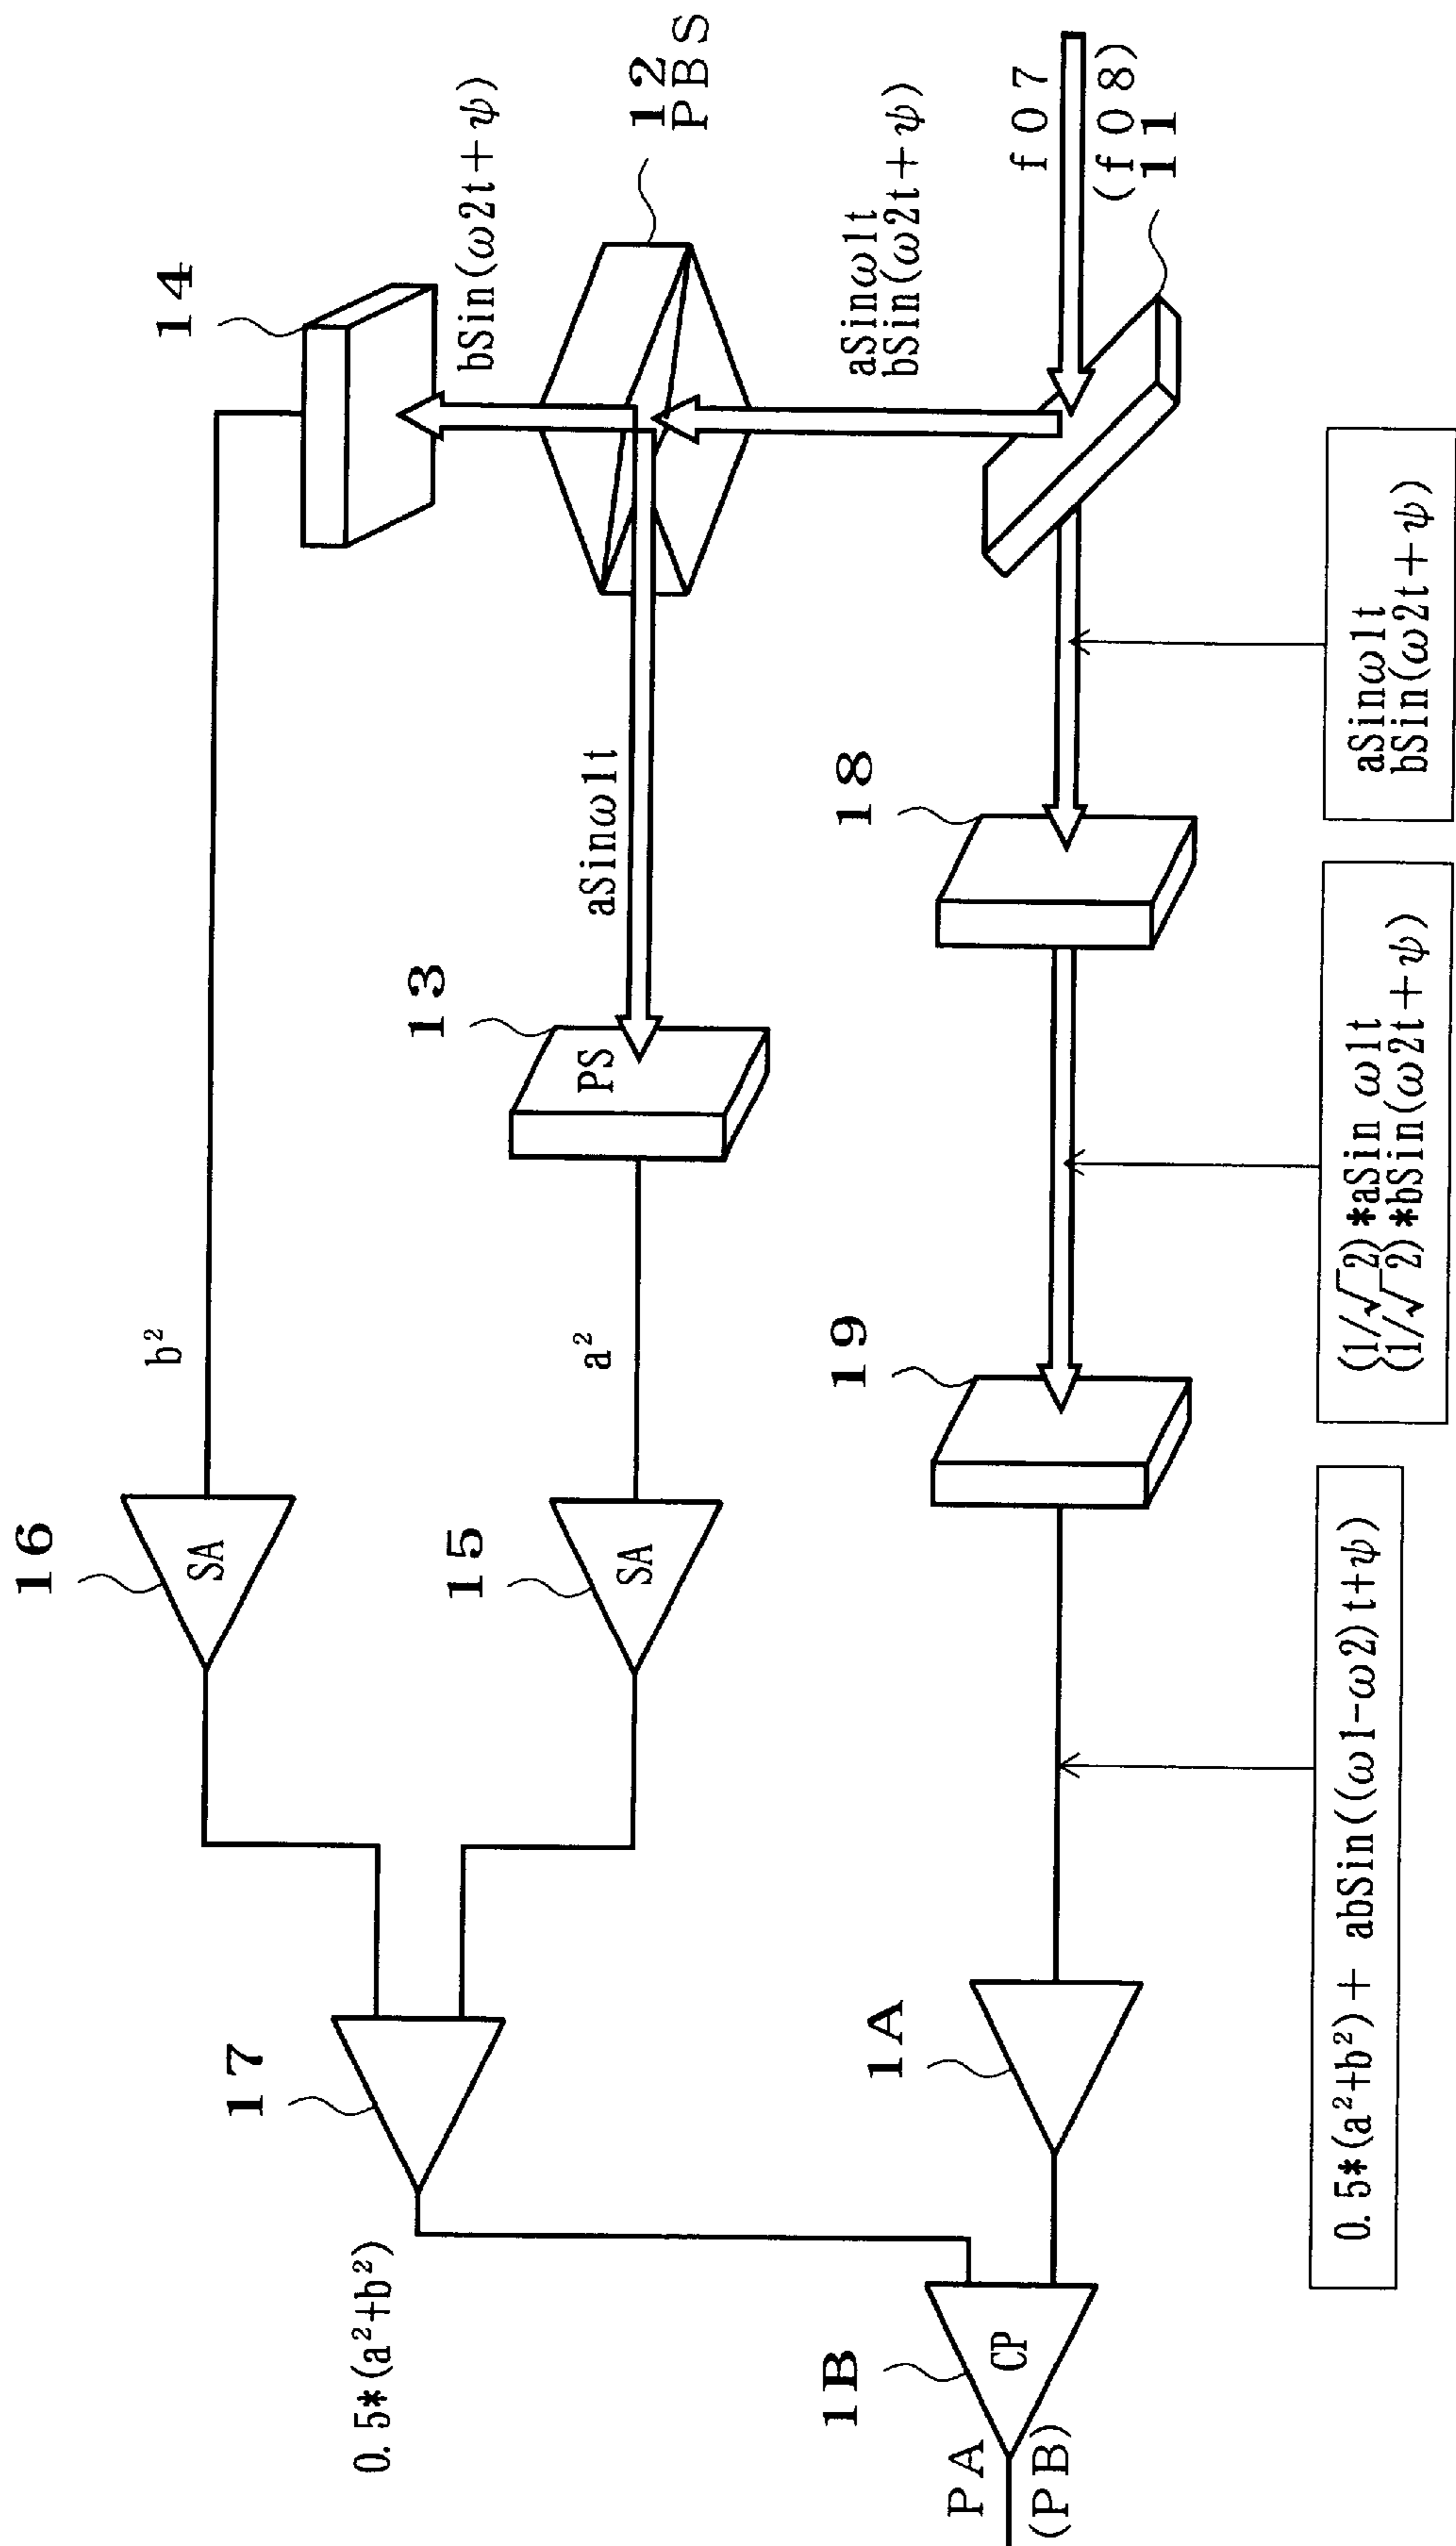 f07
(f08)
11
12
PBS
aSinω1t
bSin(ω2t+ψ)
bSin(ω2t+ψ)
14
aSinω1t
13
PS
b²
a²
16
SA
15
SA
17
0.5*(a²+b²)
18
19
1A
1B
CP
PA
(PB)
aSinω1t
bSin(ω2t+ψ)
(1/√2)*aSin ω1t
(1/√2)*bSin(ω2t+ψ)
0.5*(a²+b²)+ abSin((ω1-ω2)t+ψ)